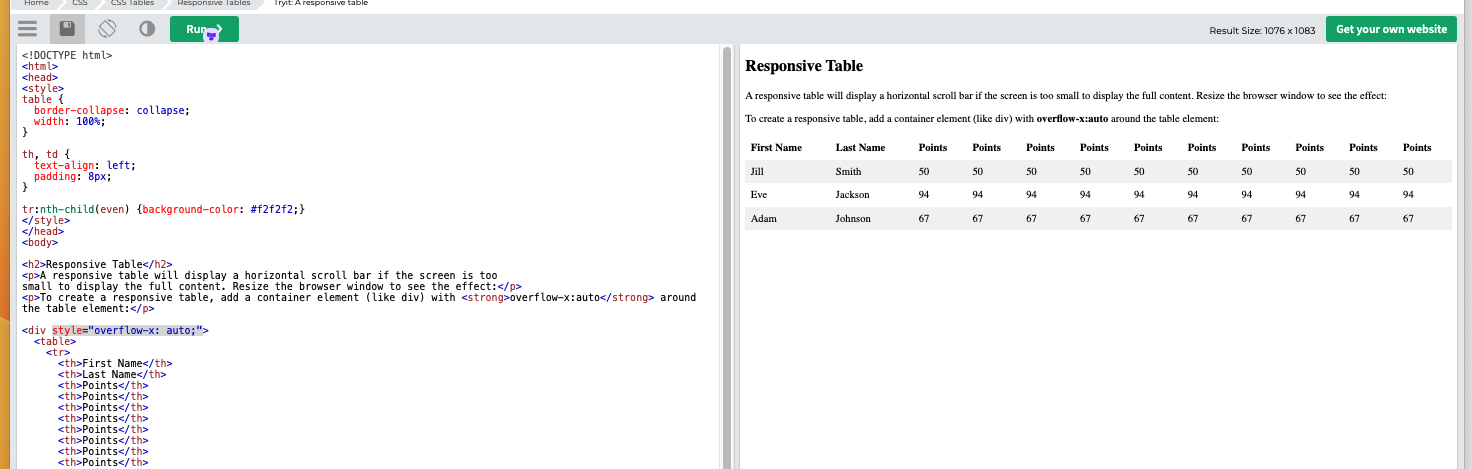 Home CSS CSS Tables Responsive Tables Tryit: A responsive table
Run
Result Size: 1076 x 1083
Get your own website
<!DOCTYPE html>
<html>
<head>
<style>
table {
  border-collapse: collapse;
  width: 100%;
}

th, td {
  text-align: left;
  padding: 8px;
}

tr:nth-child(even) {background-color: #f2f2f2;}
</style>
</head>
<body>

<h2>Responsive Table</h2>
<p>A responsive table will display a horizontal scroll bar if the screen is too
small to display the full content. Resize the browser window to see the effect:</p>
<p>To create a responsive table, add a container element (like div) with <strong>overflow-x:auto</strong> around
the table element:</p>

<div style="overflow-x: auto;">
  <table>
    <tr>
      <th>First Name</th>
      <th>Last Name</th>
      <th>Points</th>
      <th>Points</th>
      <th>Points</th>
      <th>Points</th>
      <th>Points</th>
      <th>Points</th>
      <th>Points</th>
      <th>Points</th>
Responsive Table
A responsive table will display a horizontal scroll bar if the screen is too small to display the full content. Resize the browser window to see the effect:
To create a responsive table, add a container element (like div) with overflow-x:auto around the table element:
First Name Last Name Points Points Points Points Points Points Points Points Points Points
Jill Smith 50 50 50 50 50 50 50 50 50 50
Eve Jackson 94 94 94 94 94 94 94 94 94 94
Adam Johnson 67 67 67 67 67 67 67 67 67 67